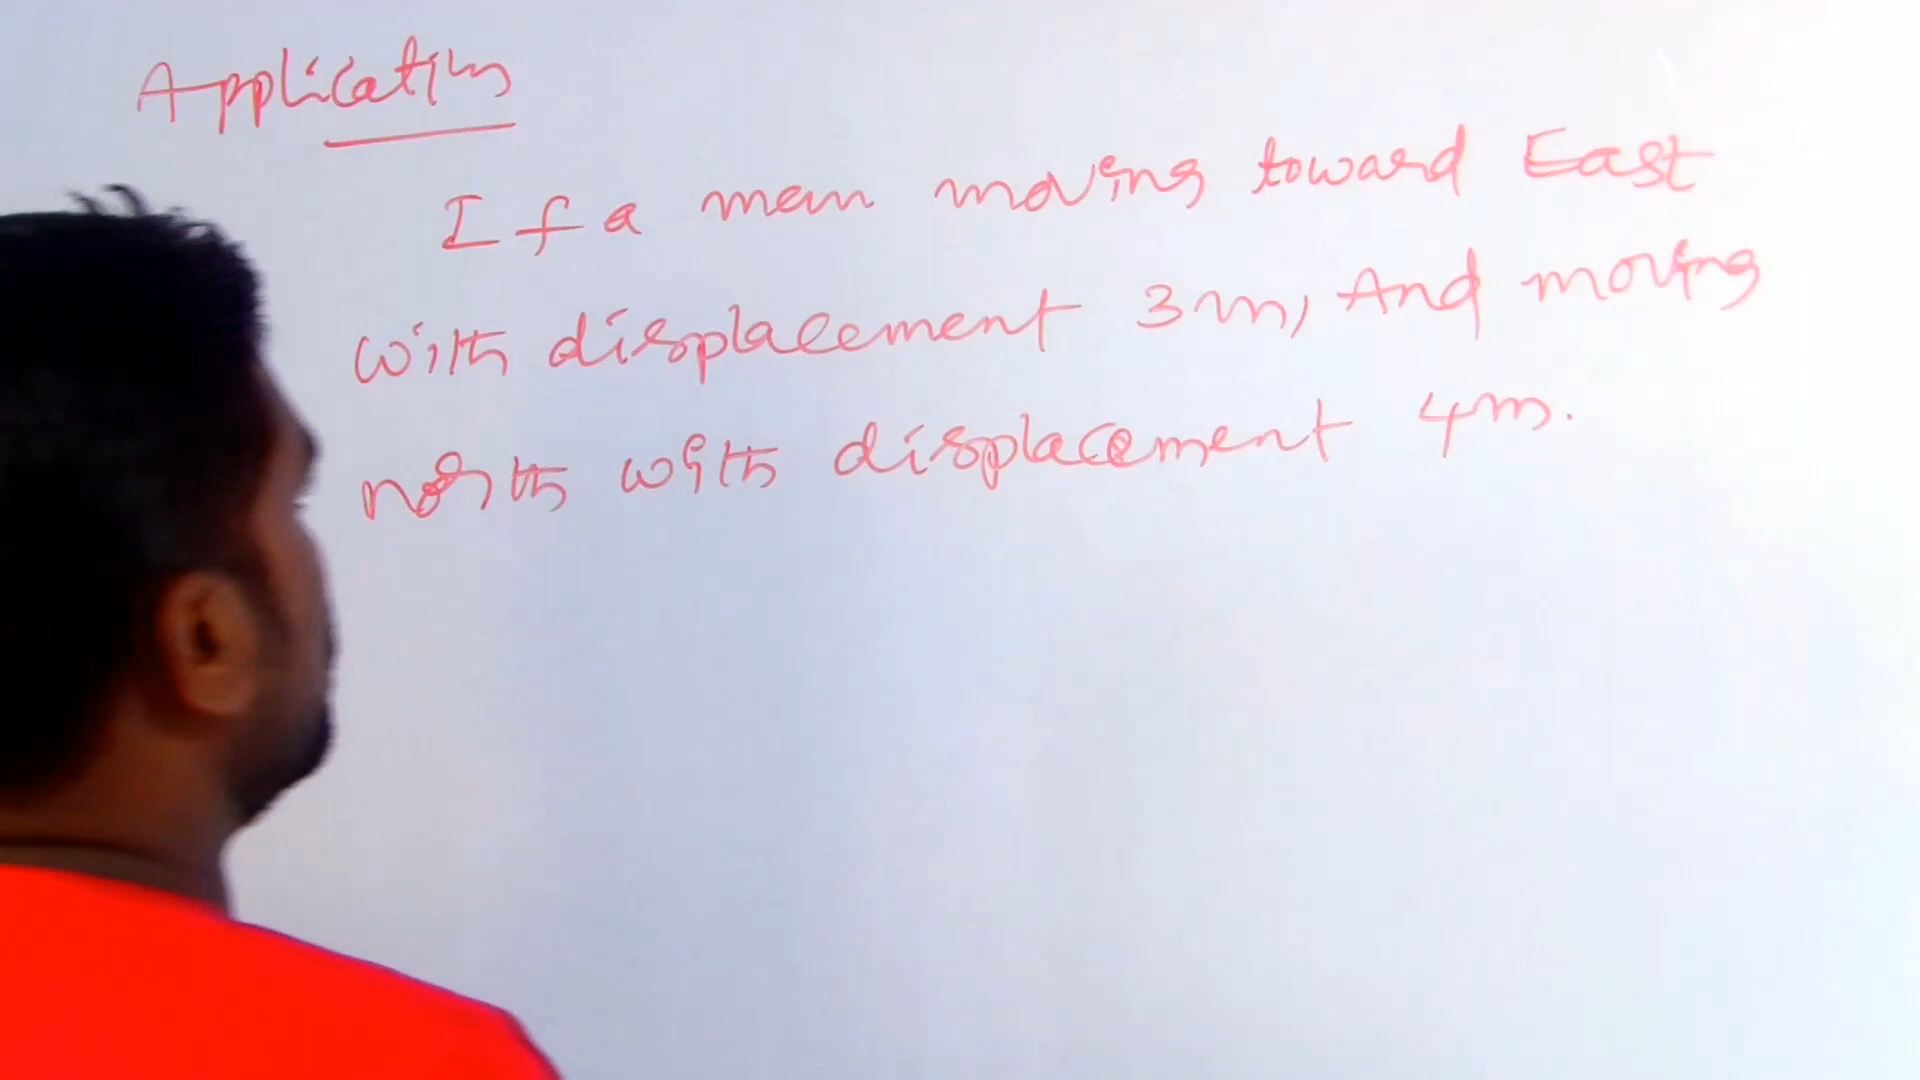 Application
If a man moving toward East
with displacement 3m, And moving
north with displacement 4m.